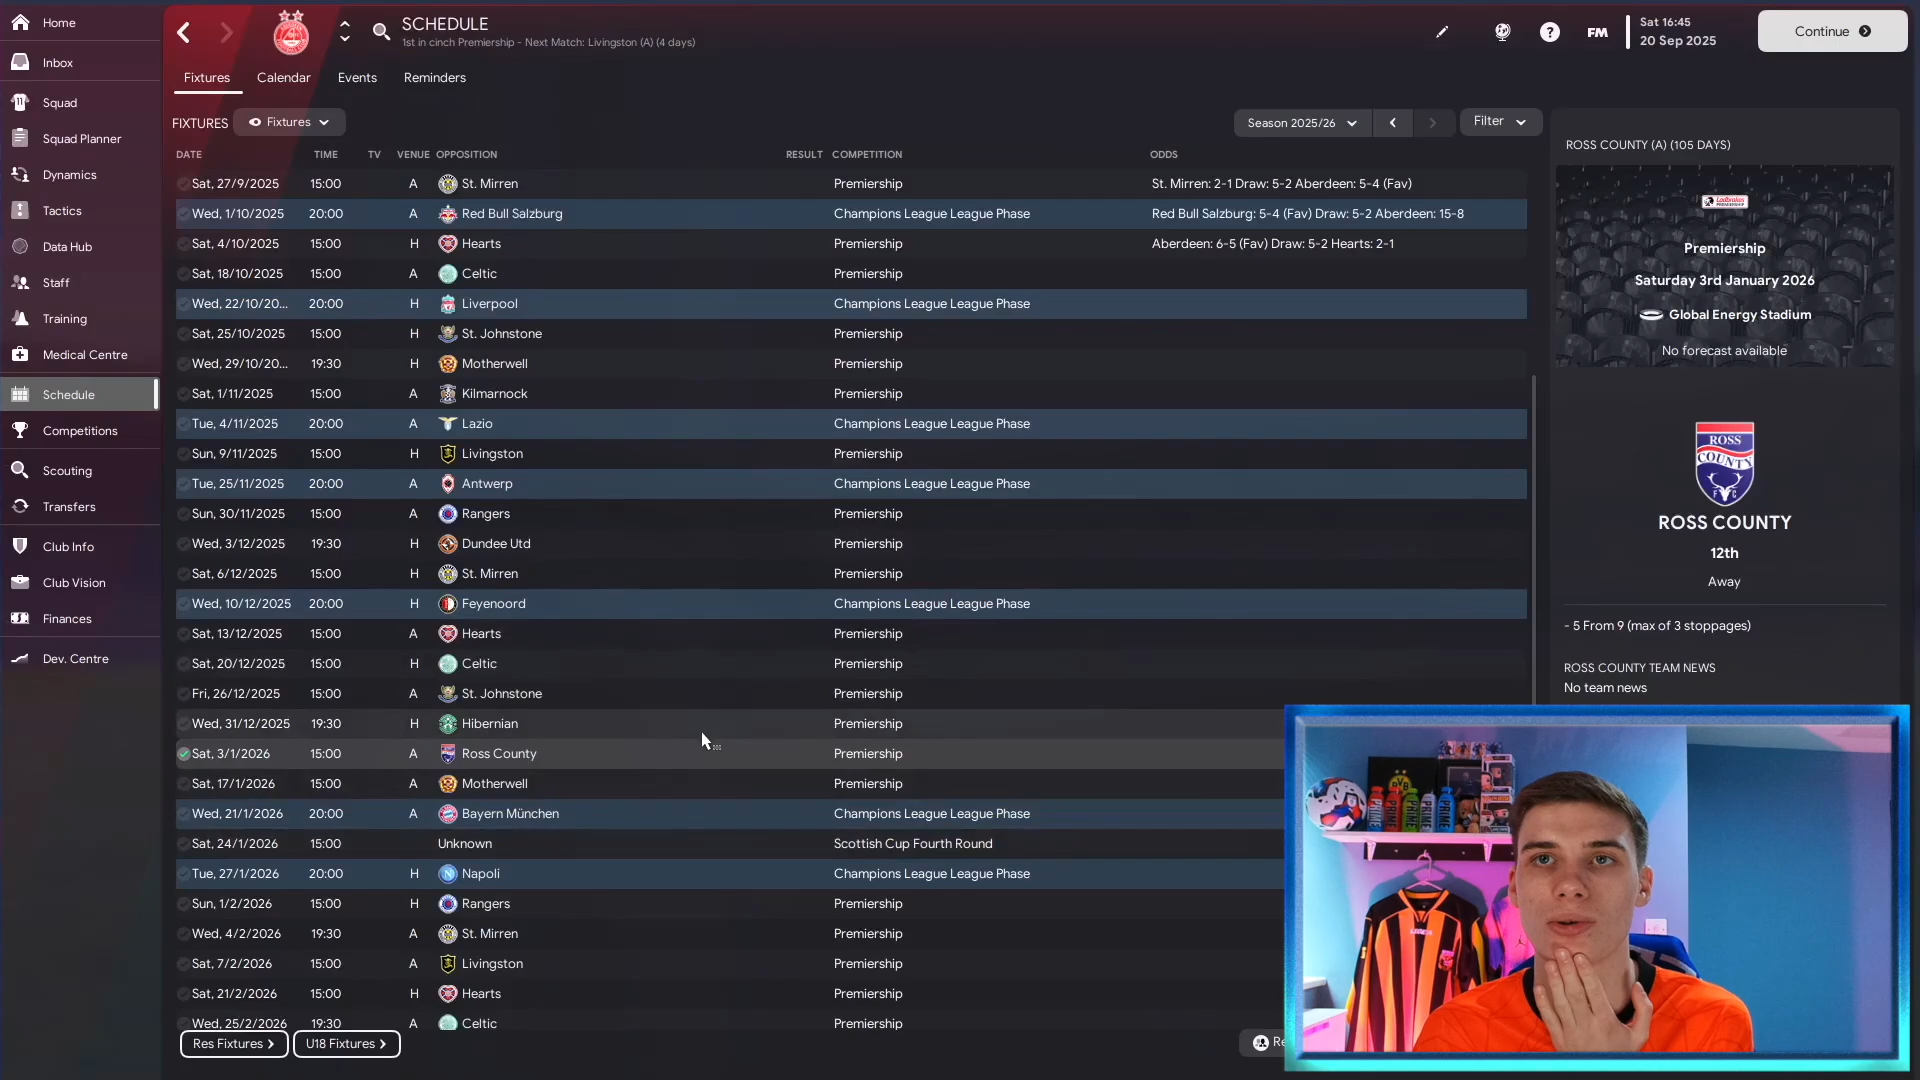 Home
SCHEDULE
1st in cinch Premiership - Next Match: Livingston (A) (4 days)
FM
Sat 16:45
20 Sep 2025
Continue
Inbox
Squad
Squad Planner
Dynamics
Tactics
Data Hub
Staff
Training
Medical Centre
Schedule
Competitions
Scouting
Transfers
Club Info
Club Vision
Finances
Dev. Centre
Fixtures Calendar Events Reminders
FIXTURES Fixtures Season 2025/26 Filter
DATE TIME TV VENUE OPPOSITION RESULT COMPETITION ODDS
Sat, 27/9/2025 15:00 A St. Mirren Premiership St. Mirren: 2-1 Draw: 5-2 Aberdeen: 5-4 (Fav)
Wed, 1/10/2025 20:00 A Red Bull Salzburg Champions League League Phase Red Bull Salzburg: 5-4 (Fav) Draw: 5-2 Aberdeen: 15-8
Sat, 4/10/2025 15:00 H Hearts Premiership Aberdeen: 6-5 (Fav) Draw: 5-2 Hearts: 2-1
Sat, 18/10/2025 15:00 A Celtic Premiership
Wed, 22/10/20... 20:00 H Liverpool Champions League League Phase
Sat, 25/10/2025 15:00 H St. Johnstone Premiership
Wed, 29/10/20... 19:30 H Motherwell Premiership
Sat, 1/11/2025 15:00 A Kilmarnock Premiership
Tue, 4/11/2025 20:00 A Lazio Champions League League Phase
Sun, 9/11/2025 15:00 H Livingston Premiership
Tue, 25/11/2025 20:00 A Antwerp Champions League League Phase
Sun, 30/11/2025 15:00 A Rangers Premiership
Wed, 3/12/2025 19:30 H Dundee Utd Premiership
Sat, 6/12/2025 15:00 H St. Mirren Premiership
Wed, 10/12/2025 20:00 H Feyenoord Champions League League Phase
Sat, 13/12/2025 15:00 A Hearts Premiership
Sat, 20/12/2025 15:00 H Celtic Premiership
Fri, 26/12/2025 15:00 A St. Johnstone Premiership
Wed, 31/12/2025 19:30 H Hibernian Premiership
Sat, 3/1/2026 15:00 A Ross County Premiership
Sat, 17/1/2026 15:00 A Motherwell Premiership
Wed, 21/1/2026 20:00 A Bayern München Champions League League Phase
Sat, 24/1/2026 15:00 Unknown Scottish Cup Fourth Round
Tue, 27/1/2026 20:00 H Napoli Champions League League Phase
Sun, 1/2/2026 15:00 H Rangers Premiership
Wed, 4/2/2026 19:30 A St. Mirren Premiership
Sat, 7/2/2026 15:00 A Livingston Premiership
Sat, 21/2/2026 15:00 H Hearts Premiership
Wed, 25/2/2026 19:30 A Celtic Premiership
Res Fixtures U18 Fixtures Re
ROSS COUNTY (A) (105 DAYS)
Ladbrokes
Premiership
Saturday 3rd January 2026
Global Energy Stadium
No forecast available
ROSS
COUNTY
F C
ROSS COUNTY
12th
Away
- 5 From 9 (max of 3 stoppages)
ROSS COUNTY TEAM NEWS
No team news
PRIME PRIME PRIME PRIME